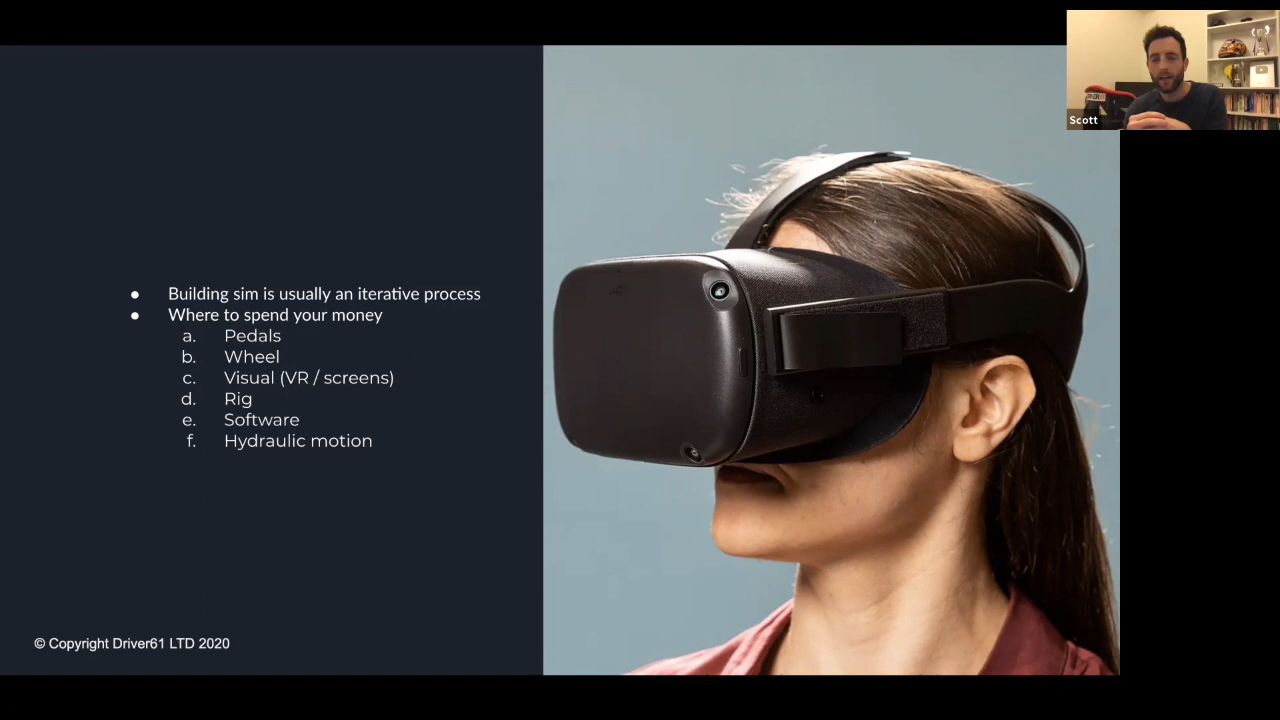 Scott
● Building sim is usually an iterative process
● Where to spend your money
a. Pedals
b. Wheel
c. Visual (VR / screens)
d. Rig
e. Software
f. Hydraulic motion
© Copyright Driver61 LTD 2020